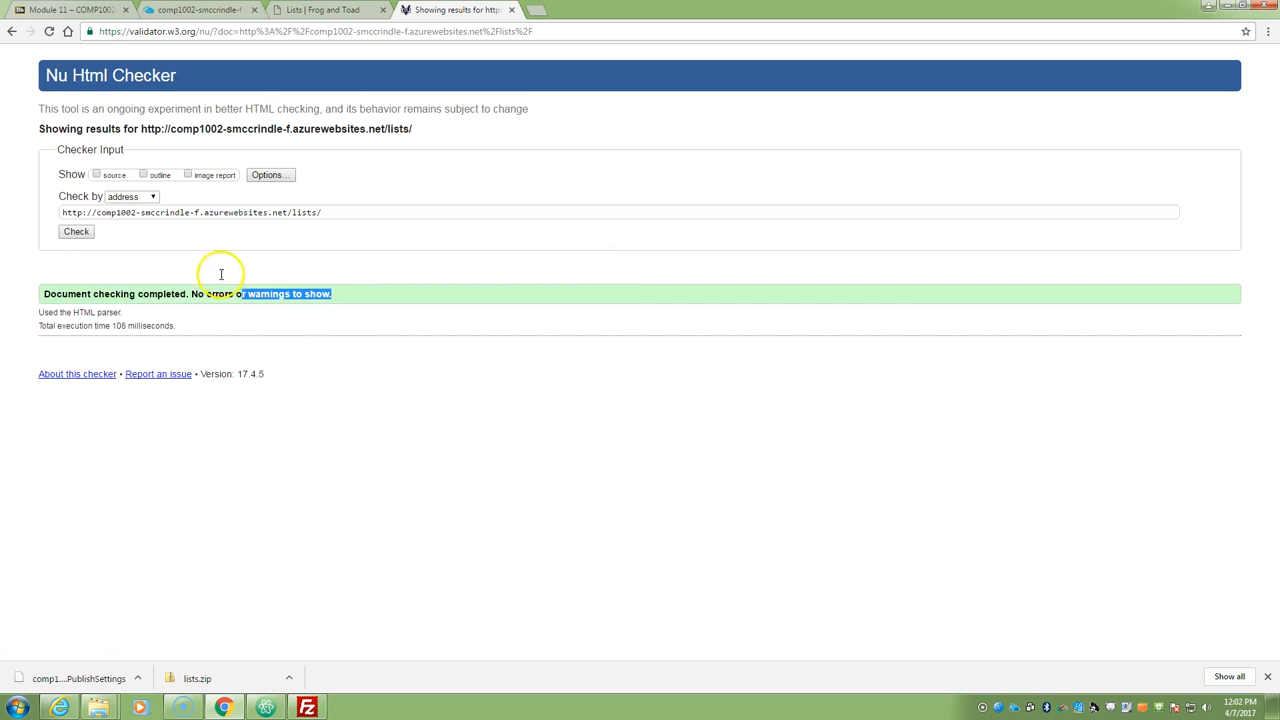 Module 11 – COMP1002
comp1002-smccrindle-f
Lists | Frog and Toad
Showing results for http:
https://validator.w3.org/nu/?doc=http%3A%2F%2Fcomp1002-smccrindle-f.azurewebsites.net%2Flists%2F
Nu Html Checker
This tool is an ongoing experiment in better HTML checking, and its behavior remains subject to change
Showing results for http://comp1002-smccrindle-f.azurewebsites.net/lists/
Checker Input
Show source outline image report Options...
Check by address
http://comp1002-smccrindle-f.azurewebsites.net/lists/
Check
Document checking completed. No errors or warnings to show.
Used the HTML parser.
Total execution time 108 milliseconds.
About this checker • Report an issue • Version: 17.4.5
comp1....PublishSettings
lists.zip
Show all
12:02 PM
4/7/2017